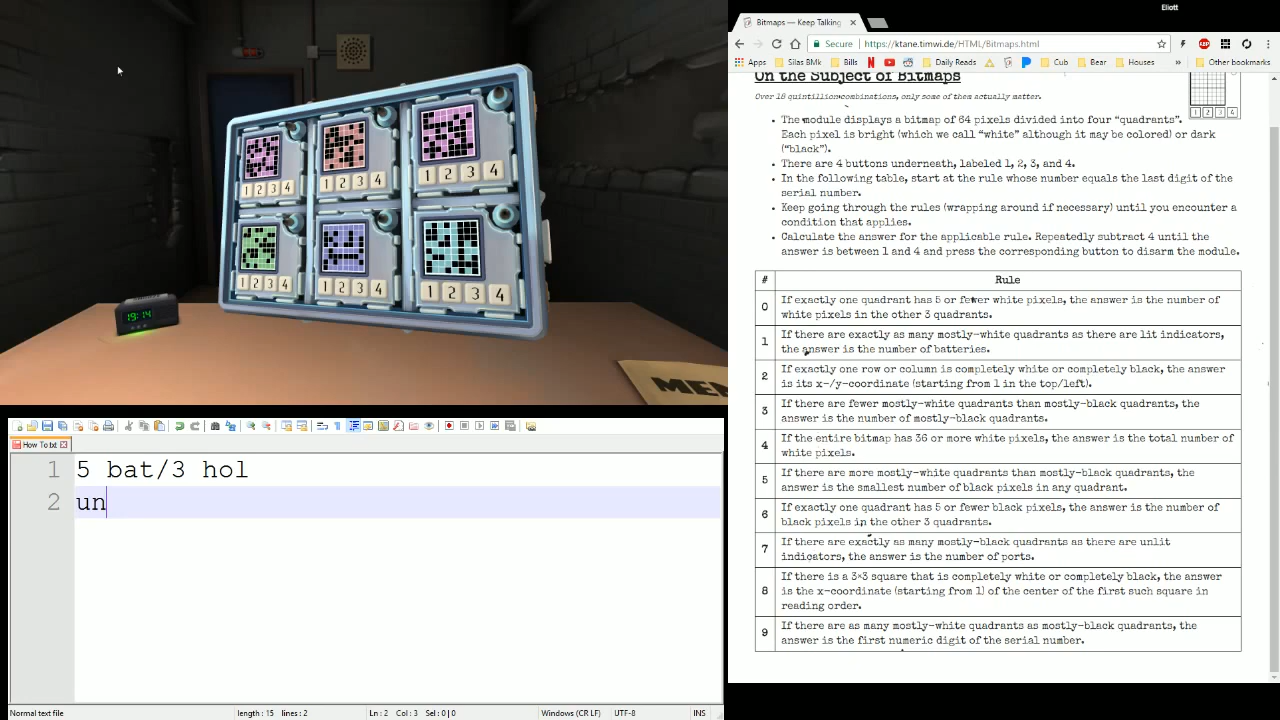 Eliott
Bitmaps — Keep Talking
Secure
https://ktane.timwi.de/HTML/Bitmaps.html
Apps
Silas BMk
Bills
Daily Reads
Cub
Bear
Houses
Other bookmarks
On the Subject of Bitmaps
Over 18 quintillion combinations, only some of them actually matter.
1 2 3 4
• The module displays a bitmap of 64 pixels divided into four “quadrants”.
Each pixel is bright (which we call “white” although it may be colored) or dark
(“black”).
• There are 4 buttons underneath, labeled 1, 2, 3, and 4.
• In the following table, start at the rule whose number equals the last digit of the
serial number.
• Keep going through the rules (wrapping around if necessary) until you encounter a
condition that applies.
• Calculate the answer for the applicable rule. Repeatedly subtract 4 until the
answer is between 1 and 4 and press the corresponding button to disarm the module.
# Rule
0 If exactly one quadrant has 5 or fewer white pixels, the answer is the number of
white pixels in the other 3 quadrants.
1 If there are exactly as many mostly-white quadrants as there are lit indicators,
the answer is the number of batteries.
2 If exactly one row or column is completely white or completely black, the answer
is its x-/y-coordinate (starting from 1 in the top/left).
3 If there are fewer mostly-white quadrants than mostly-black quadrants, the
answer is the number of mostly-black quadrants.
4 If the entire bitmap has 36 or more white pixels, the answer is the total number of
white pixels.
5 If there are more mostly-white quadrants than mostly-black quadrants, the
answer is the smallest number of black pixels in any quadrant.
6 If exactly one quadrant has 5 or fewer black pixels, the answer is the number of
black pixels in the other 3 quadrants.
7 If there are exactly as many mostly-black quadrants as there are unlit
indicators, the answer is the number of ports.
8 If there is a 3×3 square that is completely white or completely black, the answer
is the x-coordinate (starting from 1) of the center of the first such square in
reading order.
9 If there are as many mostly-white quadrants as mostly-black quadrants, the
answer is the first numeric digit of the serial number.
1 2 3 4
1 2 3 4
1 2 3 4
1 2 3 4
1 2 3 4
1 2 3 4
19:14
How To.txt
1 5 bat/3 hol
2 un
Normal text file
length : 15 lines : 2
Ln : 2 Col : 3 Sel : 0 | 0
Windows (CR LF)
UTF-8
INS